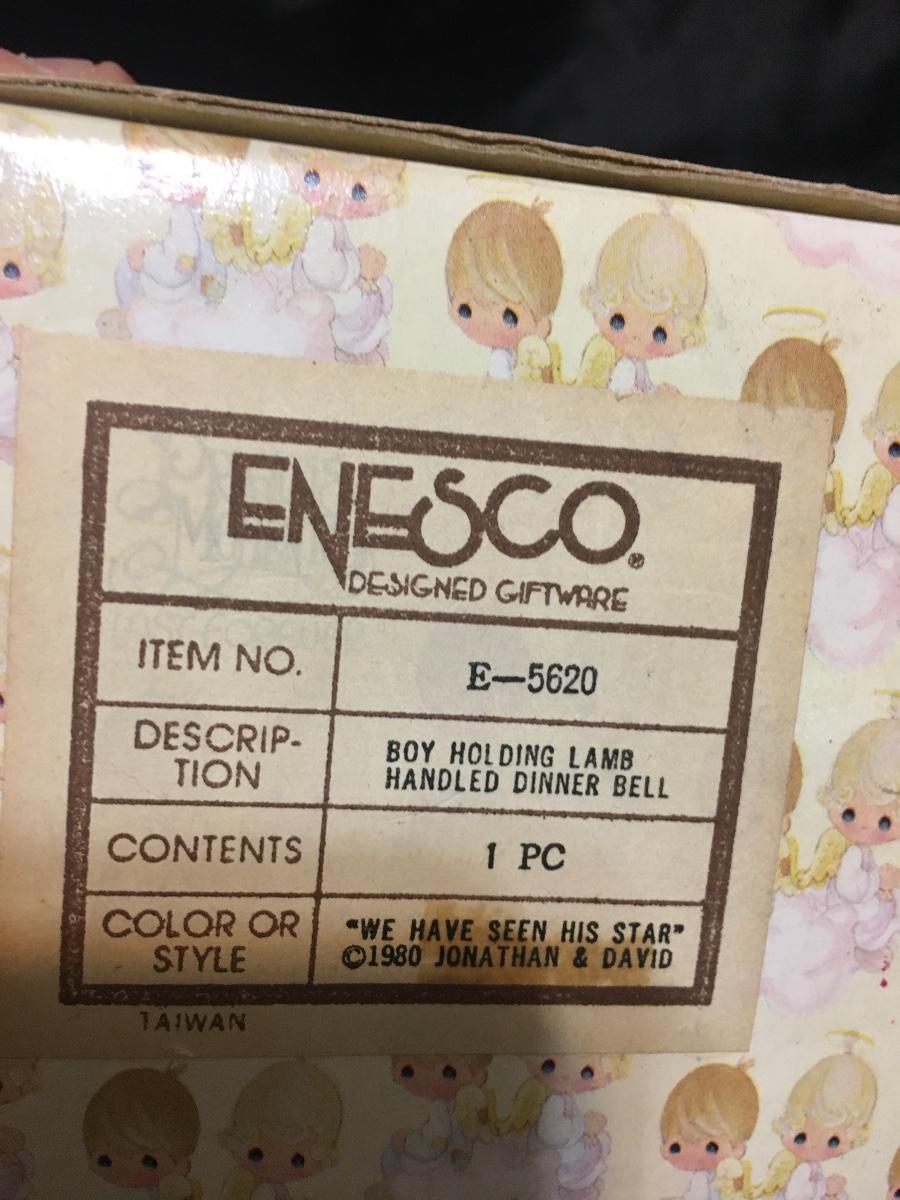 ENESCO®
DESIGNED GIFTWARE
ITEM NO.
E—5620
DESCRIP-
TION
BOY HOLDING LAMB
HANDLED DINNER BELL
CONTENTS
1 PC
COLOR OR
STYLE
"WE HAVE SEEN HIS STAR"
©1980 JONATHAN & DAVID
TAIWAN